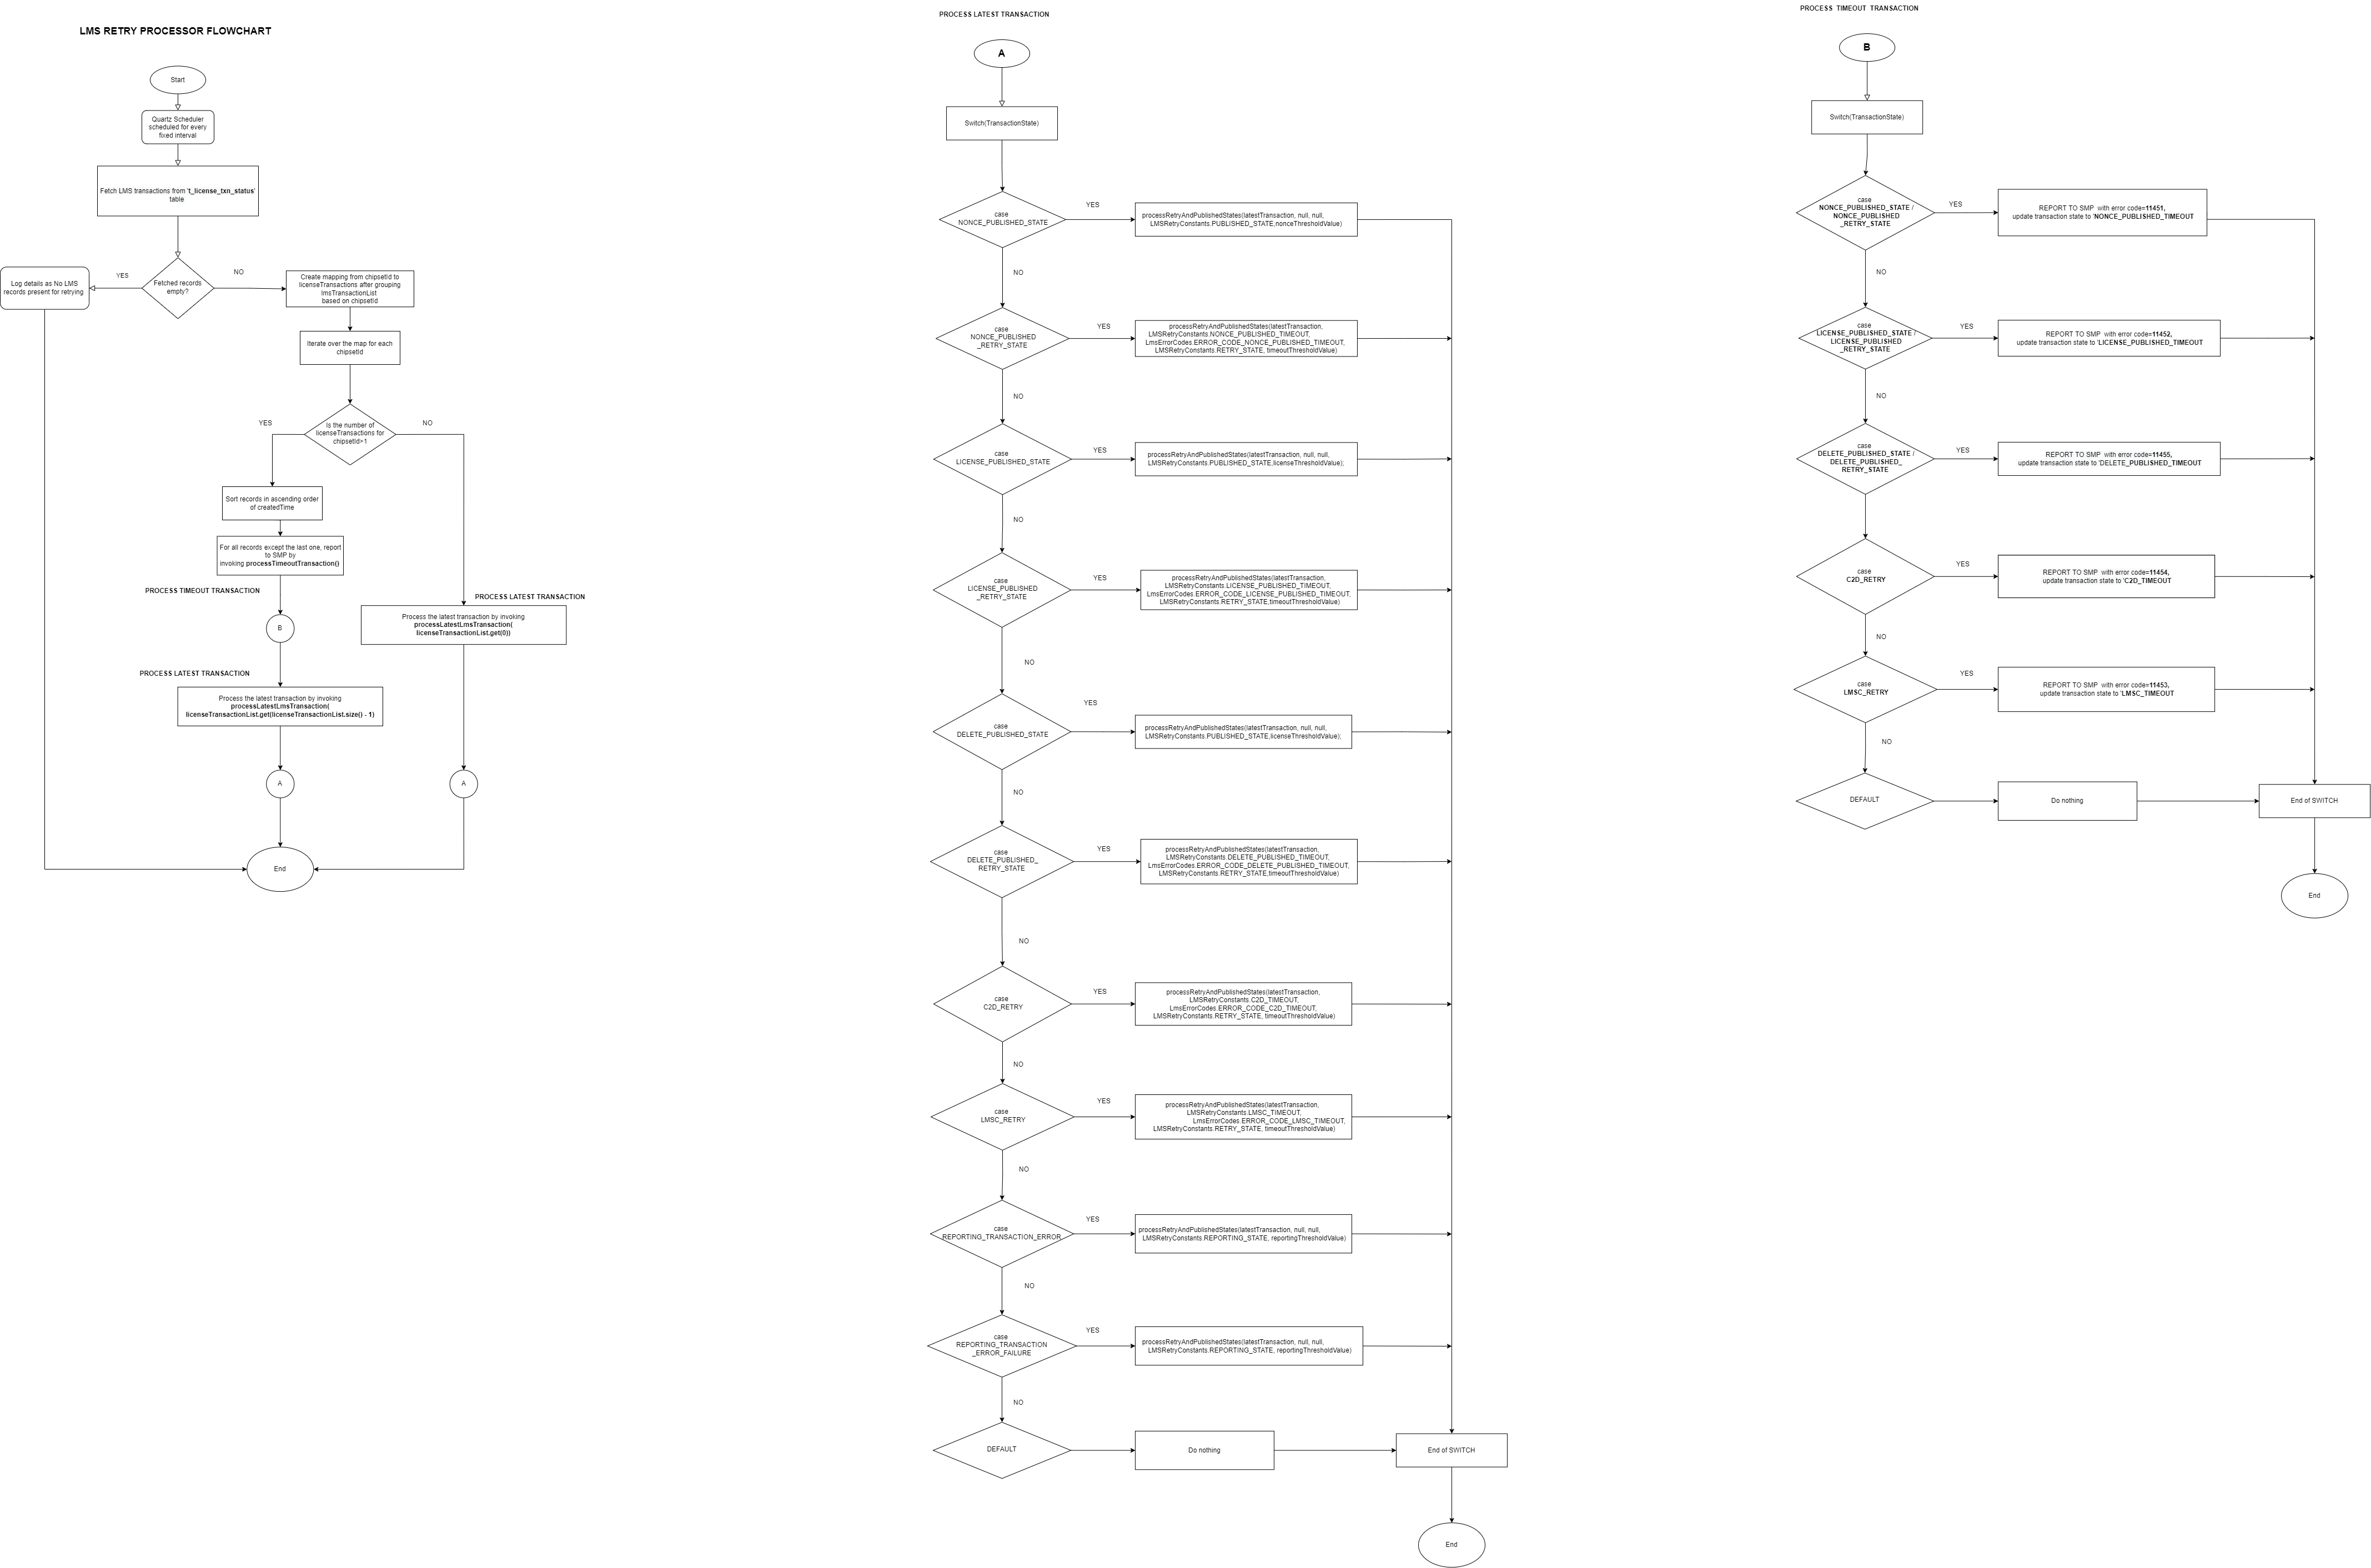 LMS RETRY PROCESSOR FLOWCHART
Start
Quartz Scheduler
scheduled for every
fixed interval
Fetch LMS transactions from 't_license_txn_status'
table
Fetched records
empty?
YES
NO
Log details as No LMS
records present for retrying
Create mapping from chipsetId to
licenseTransactions after grouping
lmsTransactionList
based on chipsetId
Iterate over the map for each
chipsetId
Is the number of
licenseTransactions for
chipsetId>1
YES
NO
Sort records in ascending order
of createdTime
For all records except the last one, report
to SMP by
invoking processTimeoutTransaction()
PROCESS TIMEOUT TRANSACTION
B
PROCESS LATEST TRANSACTION
Process the latest transaction by invoking
processLatestLmsTransaction(
licenseTransactionList.get(licenseTransactionList.size() - 1)
A
PROCESS LATEST TRANSACTION
Process the latest transaction by invoking
processLatestLmsTransaction(
licenseTransactionList.get(0))
A
End
PROCESS LATEST TRANSACTION
A
Switch(TransactionState)
case
NONCE_PUBLISHED_STATE
YES
processRetryAndPublishedStates(latestTransaction, null, null,
LMSRetryConstants.PUBLISHED_STATE,nonceThresholdValue)
NO
case
NONCE_PUBLISHED
_RETRY_STATE
YES
processRetryAndPublishedStates(latestTransaction,
LMSRetryConstants.NONCE_PUBLISHED_TIMEOUT,
LmsErrorCodes.ERROR_CODE_NONCE_PUBLISHED_TIMEOUT,
LMSRetryConstants.RETRY_STATE, timeoutThresholdValue)
NO
case
LICENSE_PUBLISHED_STATE
YES
processRetryAndPublishedStates(latestTransaction, null, null,
LMSRetryConstants.PUBLISHED_STATE,licenseThresholdValue);
NO
case
LICENSE_PUBLISHED
_RETRY_STATE
YES
processRetryAndPublishedStates(latestTransaction,
LMSRetryConstants.LICENSE_PUBLISHED_TIMEOUT,
LmsErrorCodes.ERROR_CODE_LICENSE_PUBLISHED_TIMEOUT,
LMSRetryConstants.RETRY_STATE,timeoutThresholdValue)
NO
case
DELETE_PUBLISHED_STATE
YES
processRetryAndPublishedStates(latestTransaction, null, null,
LMSRetryConstants.PUBLISHED_STATE,licenseThresholdValue);
NO
case
DELETE_PUBLISHED_
RETRY_STATE
YES
processRetryAndPublishedStates(latestTransaction,
LMSRetryConstants.DELETE_PUBLISHED_TIMEOUT,
LmsErrorCodes.ERROR_CODE_DELETE_PUBLISHED_TIMEOUT,
LMSRetryConstants.RETRY_STATE,timeoutThresholdValue)
NO
case
C2D_RETRY
YES
processRetryAndPublishedStates(latestTransaction,
LMSRetryConstants.C2D_TIMEOUT,
LmsErrorCodes.ERROR_CODE_C2D_TIMEOUT,
LMSRetryConstants.RETRY_STATE, timeoutThresholdValue)
NO
case
LMSC_RETRY
YES
processRetryAndPublishedStates(latestTransaction,
LMSRetryConstants.LMSC_TIMEOUT,
LmsErrorCodes.ERROR_CODE_LMSC_TIMEOUT,
LMSRetryConstants.RETRY_STATE, timeoutThresholdValue)
NO
case
REPORTING_TRANSACTION_ERROR
YES
processRetryAndPublishedStates(latestTransaction, null, null,
LMSRetryConstants.REPORTING_STATE, reportingThresholdValue)
NO
case
REPORTING_TRANSACTION
_ERROR_FAILURE
YES
processRetryAndPublishedStates(latestTransaction, null, null,
LMSRetryConstants.REPORTING_STATE, reportingThresholdValue)
NO
DEFAULT
Do nothing
End of SWITCH
End
PROCESS TIMEOUT TRANSACTION
B
Switch(TransactionState)
case
NONCE_PUBLISHED_STATE /
NONCE_PUBLISHED
_RETRY_STATE
YES
REPORT TO SMP with error code=11451,
update transaction state to 'NONCE_PUBLISHED_TIMEOUT
NO
case
LICENSE_PUBLISHED_STATE /
LICENSE_PUBLISHED
_RETRY_STATE
YES
REPORT TO SMP with error code=11452,
update transaction state to 'LICENSE_PUBLISHED_TIMEOUT
NO
case
DELETE_PUBLISHED_STATE /
DELETE_PUBLISHED_
RETRY_STATE
YES
REPORT TO SMP with error code=11455,
update transaction state to 'DELETE_PUBLISHED_TIMEOUT
case
C2D_RETRY
YES
REPORT TO SMP with error code=11454,
update transaction state to 'C2D_TIMEOUT
NO
case
LMSC_RETRY
YES
REPORT TO SMP with error code=11453,
update transaction state to 'LMSC_TIMEOUT
NO
DEFAULT
Do nothing
End of SWITCH
End